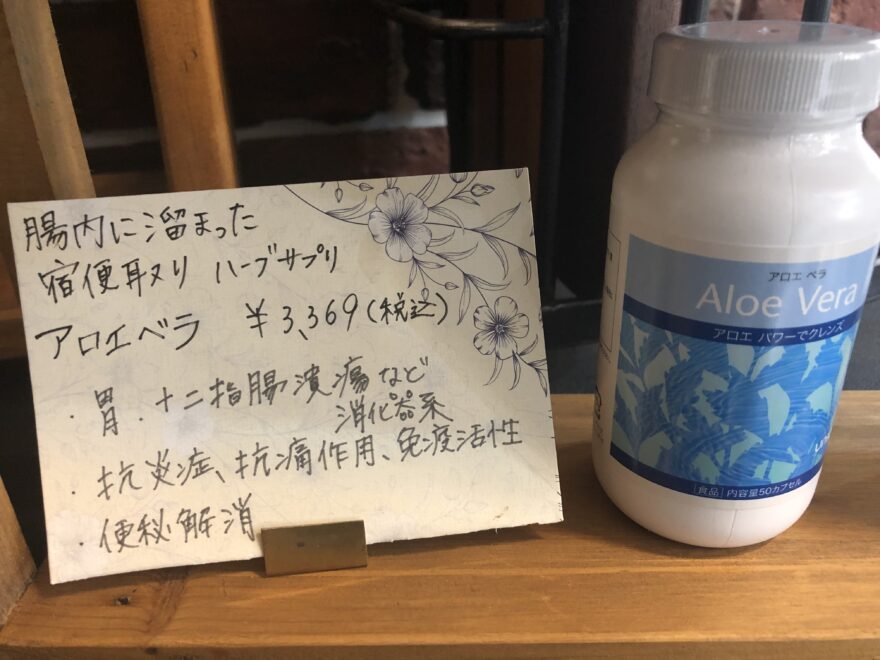 腸内に溜まった
宿便取り ハーブサプリ
アロエベラ ¥3,369(税込)
・胃・十二指腸潰瘍など
消化器系
・抗炎症、抗痛作用、免疫活性
・便秘解消
アロエ ベラ
Aloe Vera
アロエ パワーでクレンズ
食品 内容量50カプセル